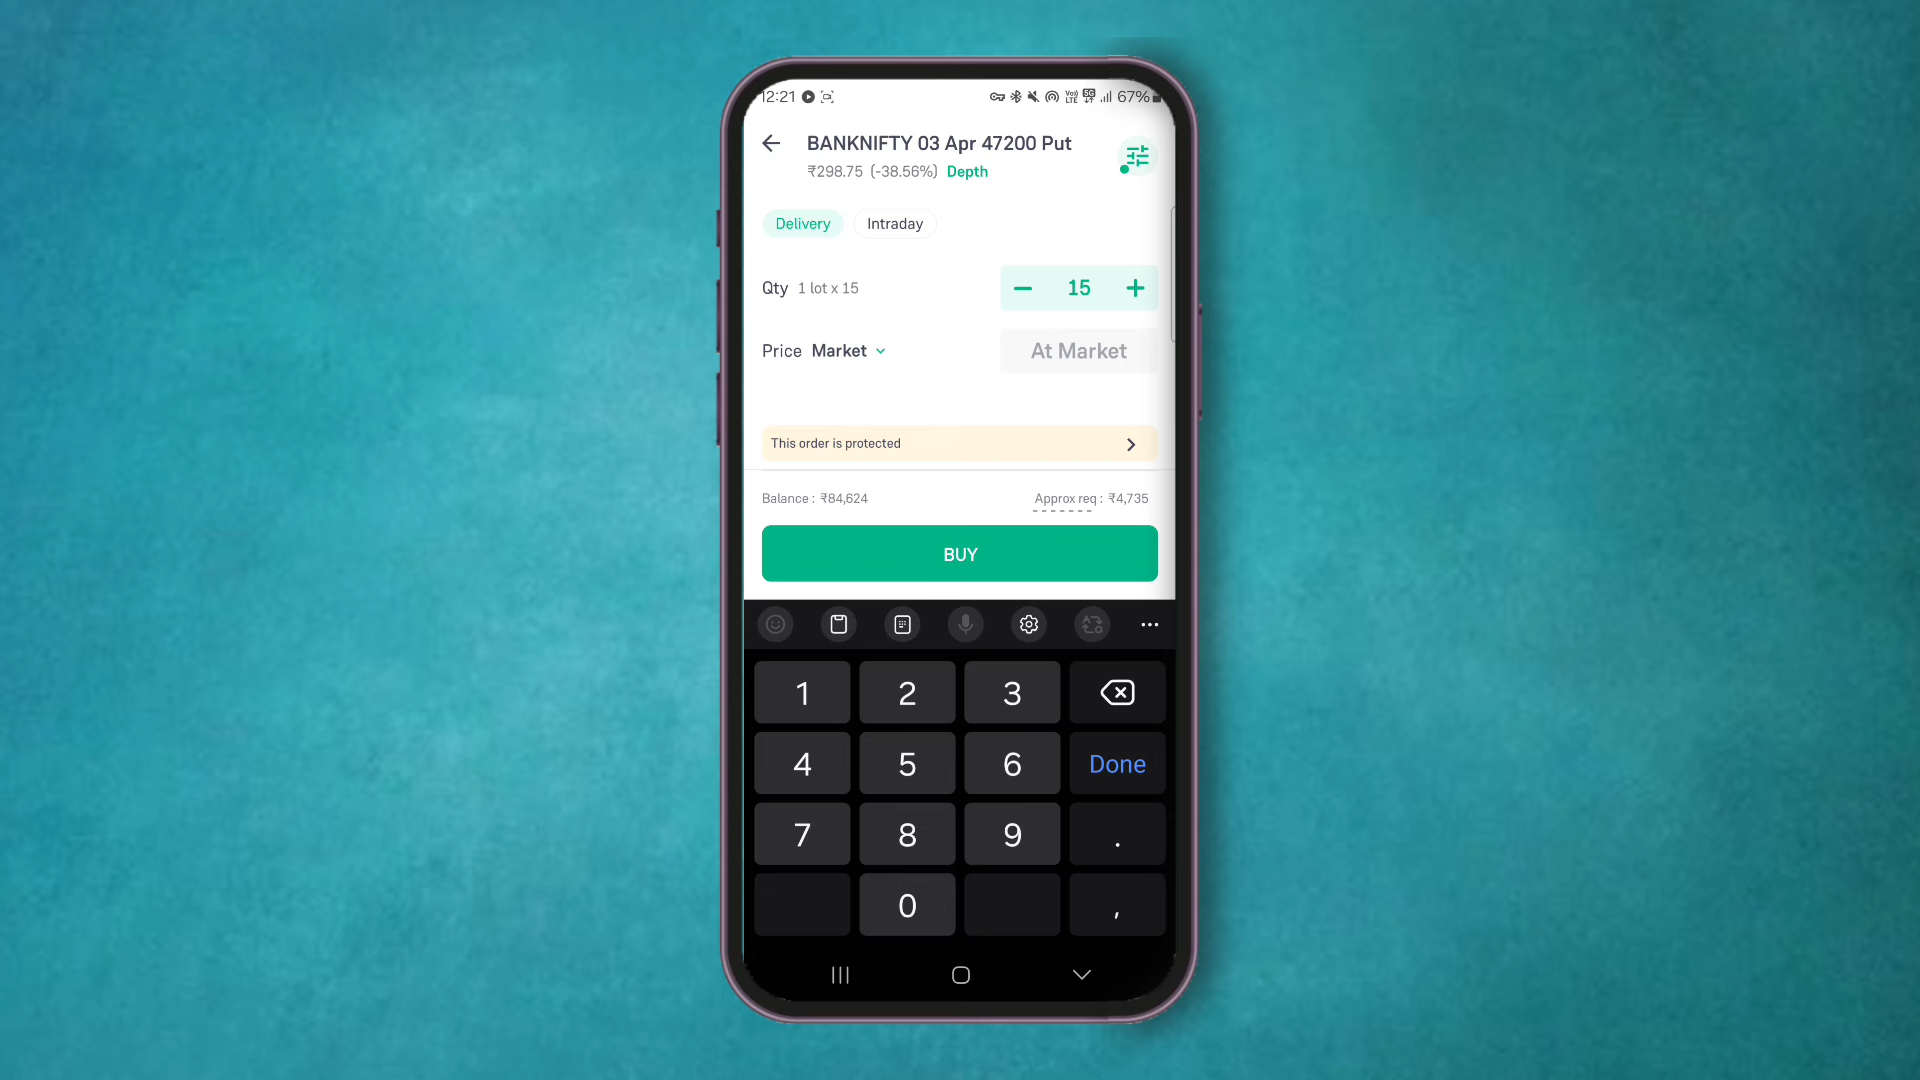 12:21 67%
BANKNIFTY 03 Apr 47200 Put
₹298.75 (-38.56%) Depth
Delivery Intraday
Qty 1 lot x 15 − 15 +
Price Market At Market
This order is protected
Balance : ₹84,624 Approx req : ₹4,735
BUY
1 2 3
4 5 6 Done
7 8 9 .
0 ,